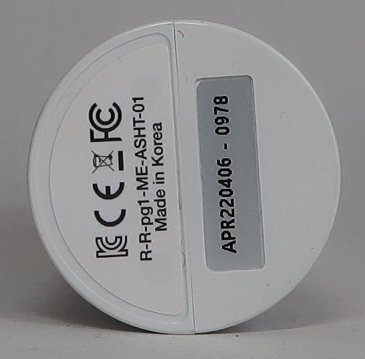 R-R-pg1-ME-ASHT-01
Made in Korea
APR220406 - 0978